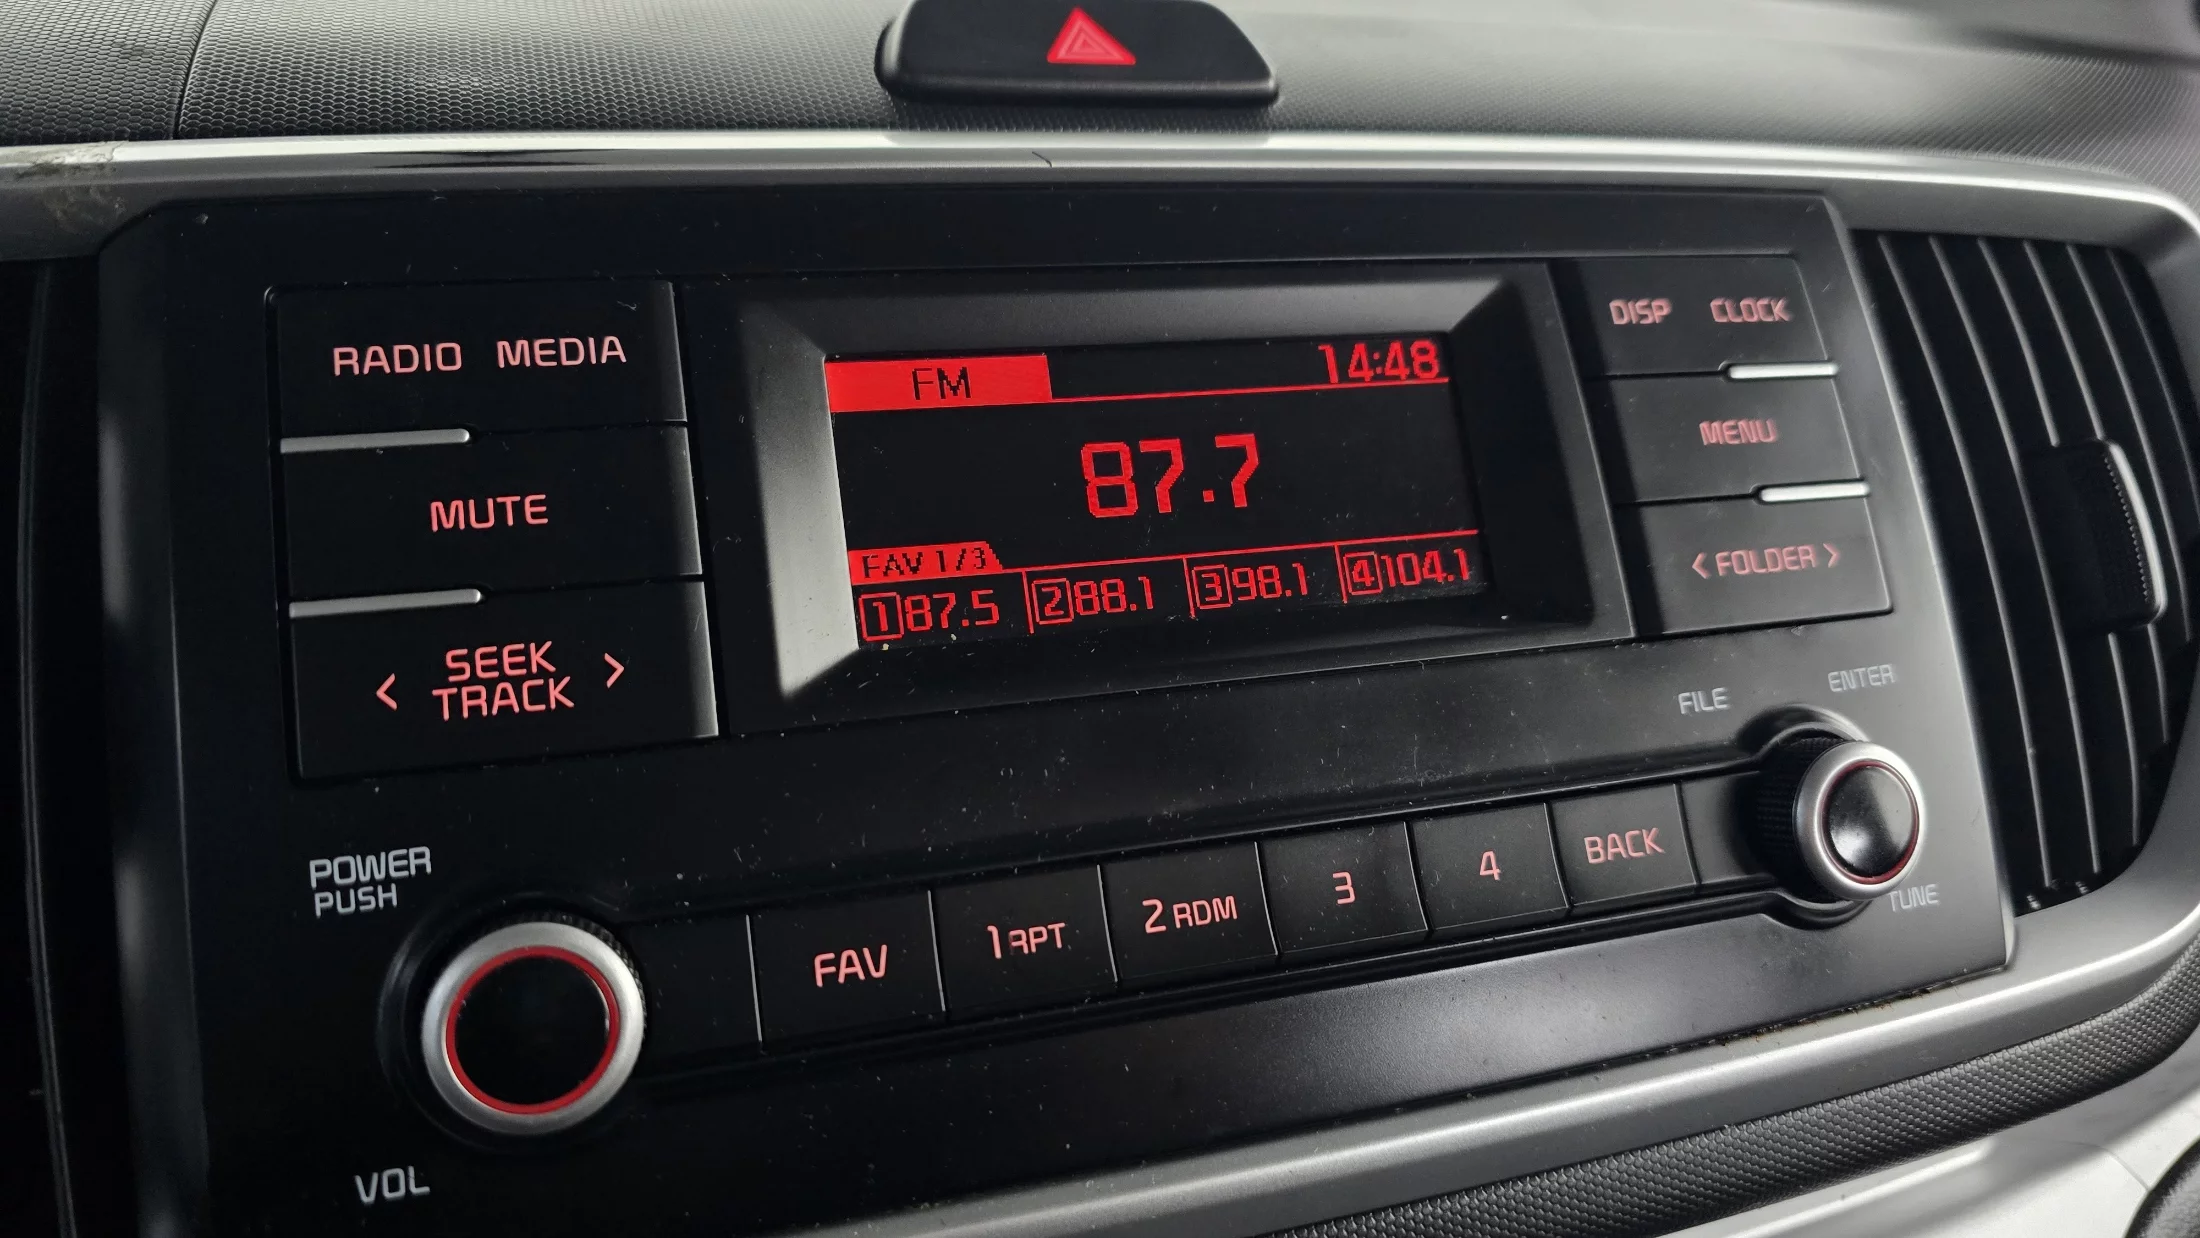 RADIO MEDIA
MUTE
< SEEK >
TRACK
FM 14:48
87.7
FAV 1/3
1 87.5 2 88.1 3 98.1 4 104.1
DISP CLOCK
MENU
< FOLDER >
FILE ENTER
TUNE
POWER
PUSH
VOL
FAV 1 RPT 2 RDM 3 4 BACK